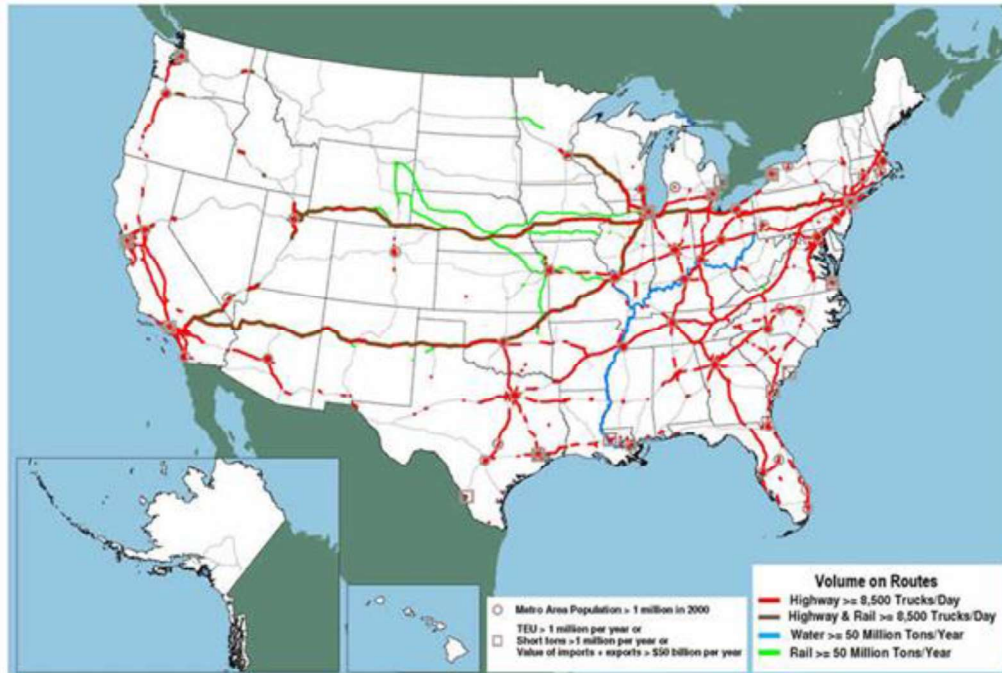 Metro Area Population > 1 million in 2000
TEU > 1 million per year or
Short tons >1 million per year or
Value of imports + exports > $50 billion per year
Volume on Routes
Highway >= 8,500 Trucks/Day
Highway & Rail >= 8,500 Trucks/Day
Water >= 50 Million Tons/Year
Rail >= 50 Million Tons/Year